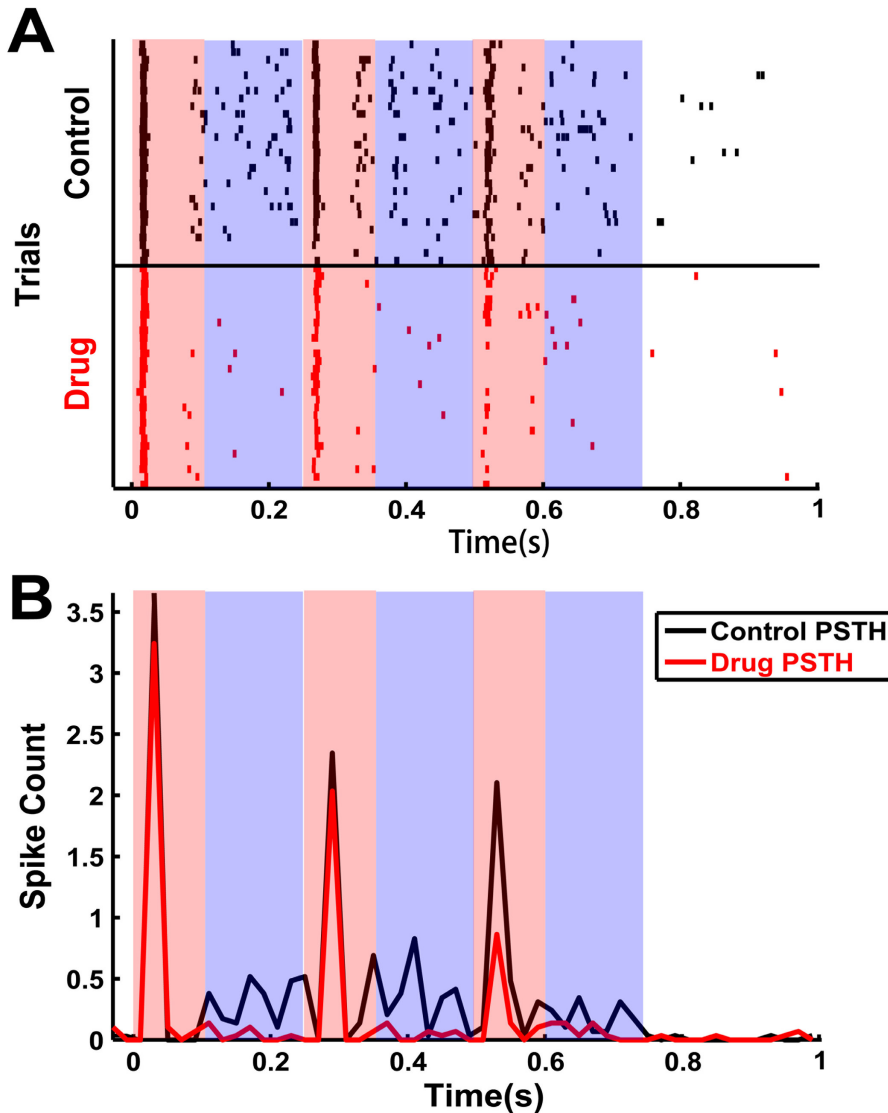 A
Control
Trials
Drug
0 0.2 0.4 0.6 0.8 1
Time(s)
B
3.5
3
2.5
2
1.5
1
0.5
0
Spike Count
Control PSTH
Drug PSTH
0 0.2 0.4 0.6 0.8 1
Time(s)